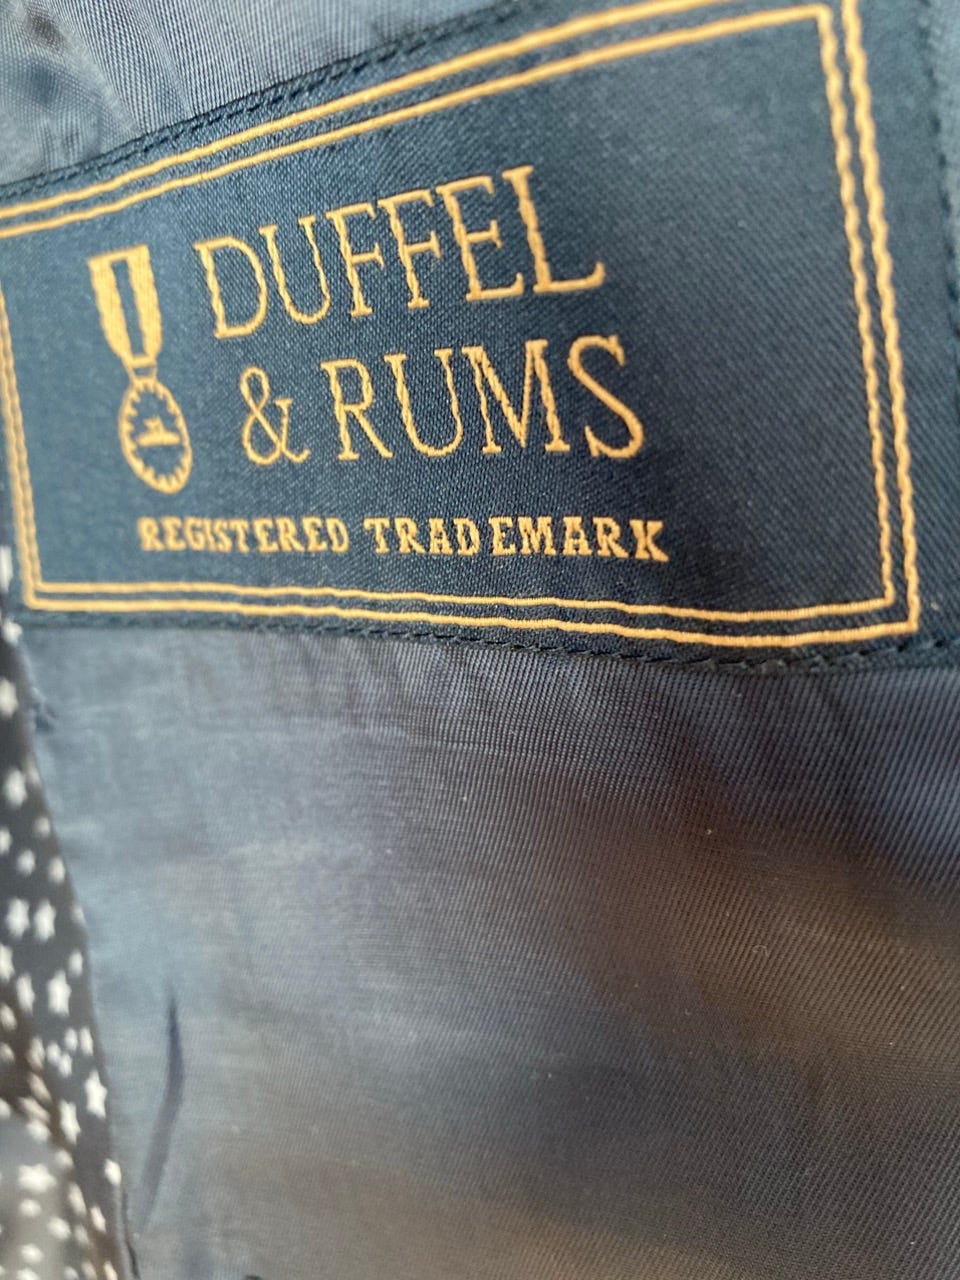 DUFFEL
& RUMS
REGISTERED TRADEMARK